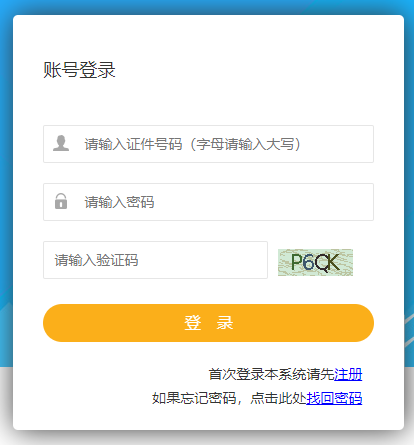 账号登录
请输入证件号码（字母请输入大写）
请输入密码
请输入验证码
P6QK
登 录
首次登录本系统请先注册
如果忘记密码，点击此处找回密码